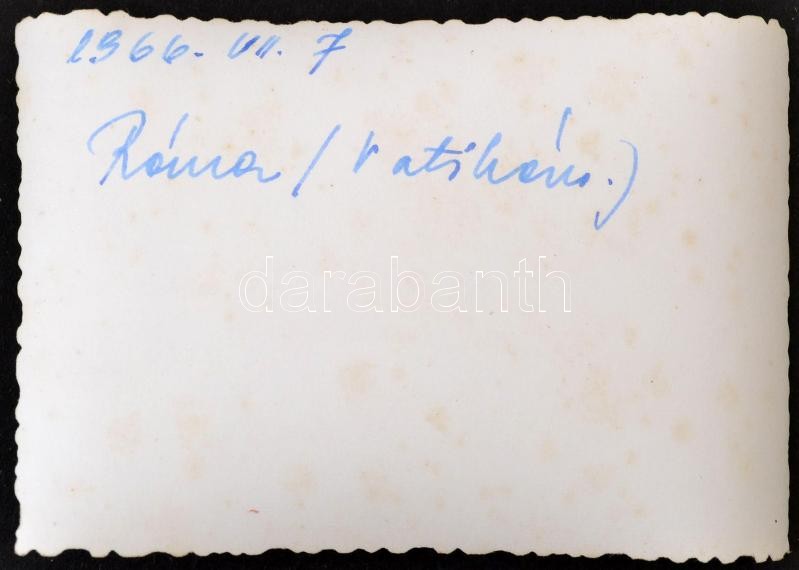 1966. VII. 7
Róma (Vatikán.)
darabanth